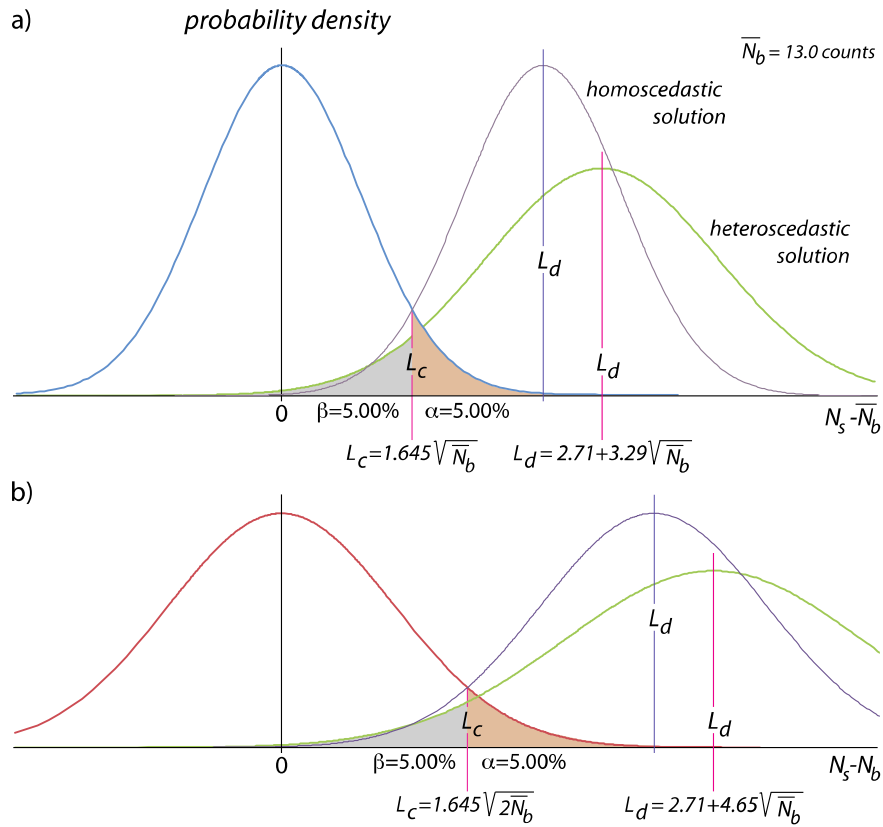 a)
probability density
N̅b = 13.0 counts
homoscedastic
solution
heteroscedastic
solution
Ld
Lc
Ld
0
β=5.00% α=5.00%
Ns-N̅b
Lc=1.645√N̅b
Ld=2.71+3.29√N̅b
b)
Ld
Lc
Ld
0
β=5.00% α=5.00%
Ns-Nb
Lc=1.645√2N̅b
Ld=2.71+4.65√N̅b